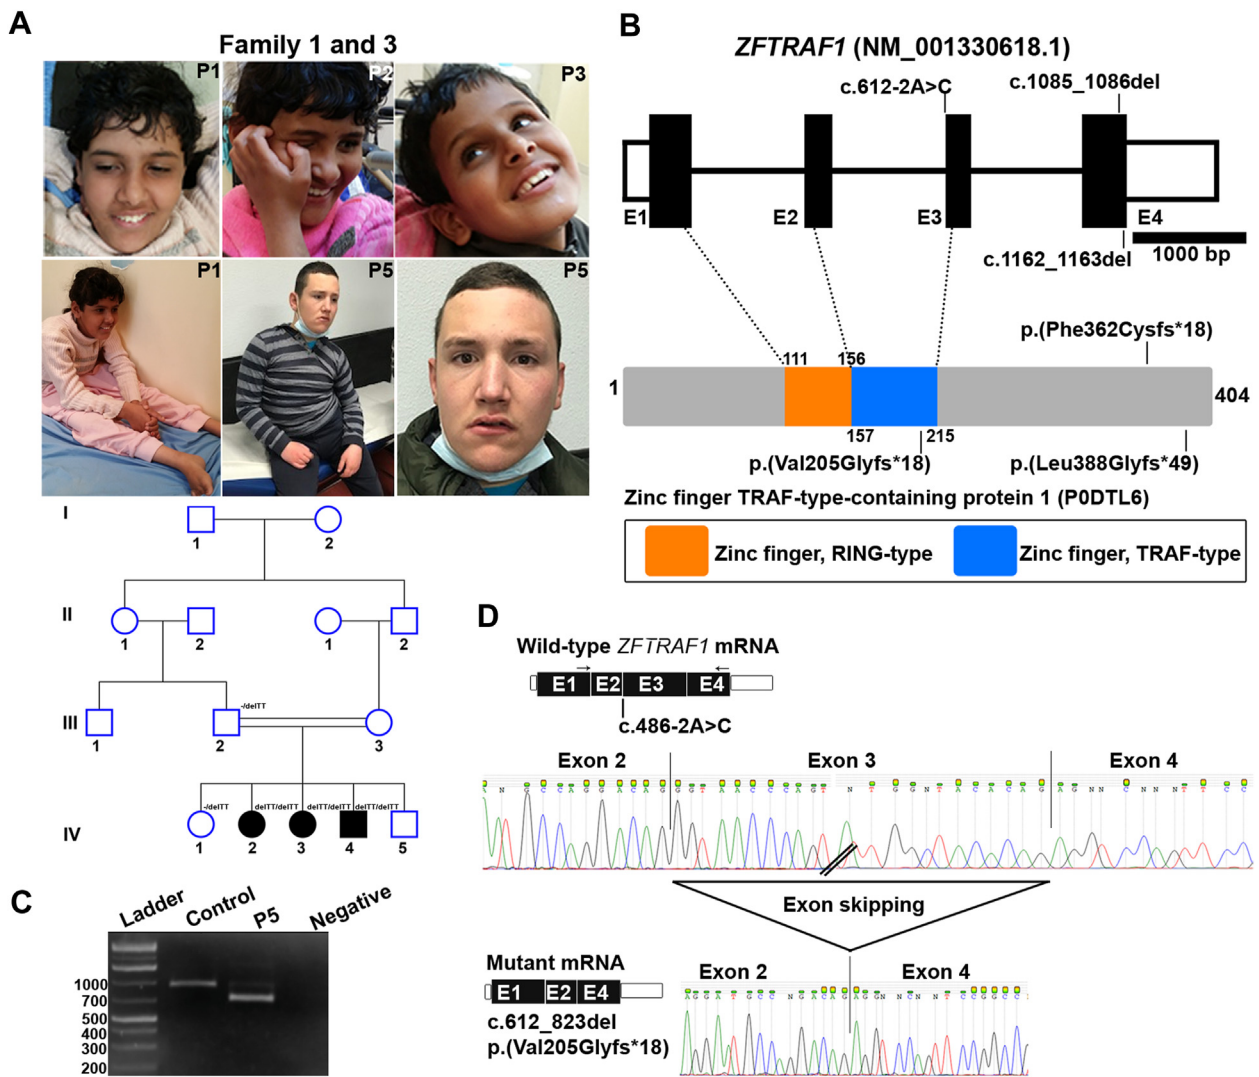 A
Family 1 and 3
P1
P2
P3
P1
P5
P5
I
1
2
II
1
2
1
2
III
-/delTT
1
2
3
IV
-/delTT
delTT/delTT
delTT/delTT
delTT/delTT
1
2
3
4
5
B
ZFTRAF1 (NM_001330618.1)
c.612-2A>C
c.1085_1086del
E1
E2
E3
E4
c.1162_1163del
1000 bp
p.(Phe362Cysfs*18)
111
156
1
404
157
215
p.(Val205Glyfs*18)
p.(Leu388Glyfs*49)
Zinc finger TRAF-type-containing protein 1 (P0DTL6)
Zinc finger, RING-type
Zinc finger, TRAF-type
C
Ladder
Control
P5
Negative
1000
700
500
400
300
200
D
Wild-type ZFTRAF1 mRNA
E1 E2 E3 E4
c.486-2A>C
Exon 2
Exon 3
Exon 4
Exon skipping
Mutant mRNA
E1 E2 E4
c.612_823del
p.(Val205Glyfs*18)
Exon 2
Exon 4